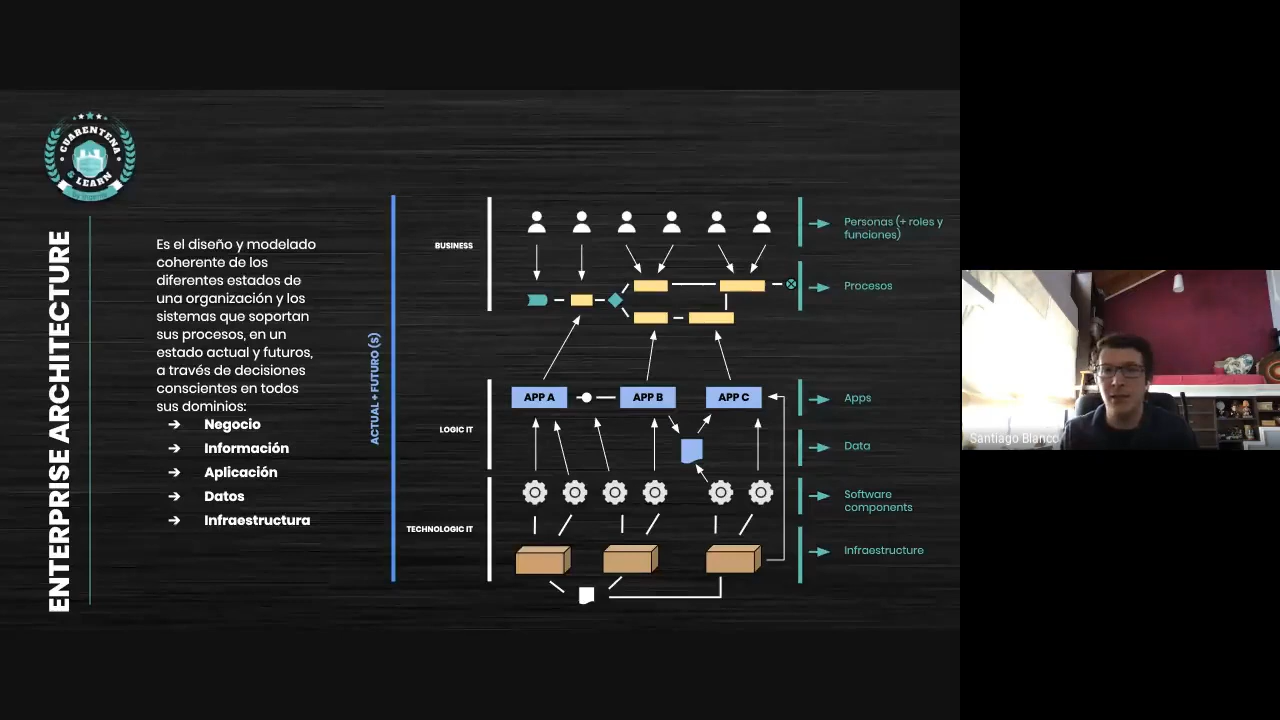 CUARENTENA
& LEARN
ENTERPRISE ARCHITECTURE
Es el diseño y modelado
coherente de los
diferentes estados de
una organización y los
sistemas que soportan
sus procesos, en un
estado actual y futuros,
a través de decisiones
conscientes en todos
sus dominios:
➔ Negocio
➔ Información
➔ Aplicación
➔ Datos
➔ Infraestructura
ACTUAL + FUTURO (S)
BUSINESS
LOGIC IT
TECHNOLOGIC IT
APP A
APP B
APP C
Personas (+ roles y
funciones)
Procesos
Apps
Data
Software
components
Infraestructure
Santiago Blanco